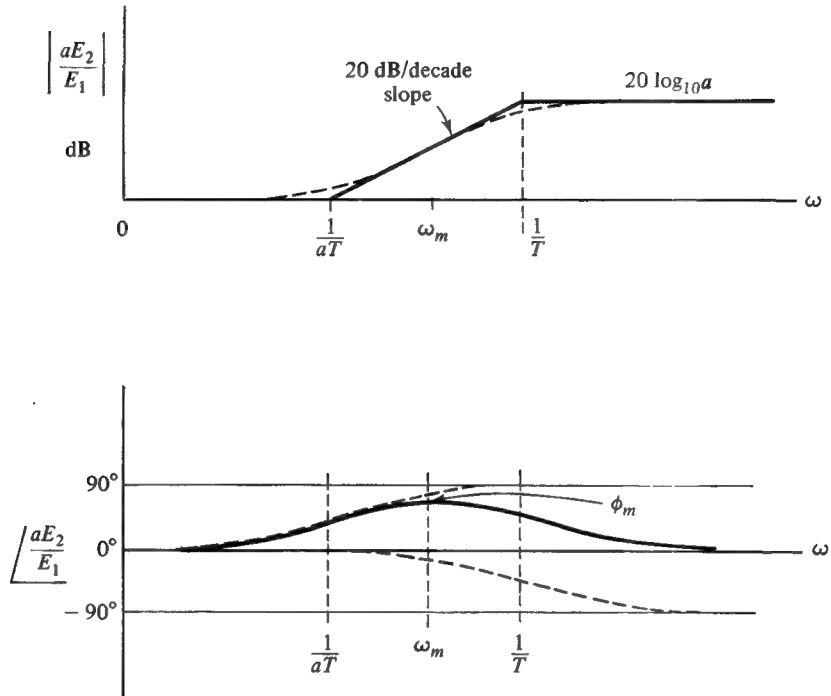 |aE₂/E₁|
dB
20 dB/decade
slope
20 log₁₀a
0
1/aT
ωₘ
1/T
ω
90°
0°
− 90°
∠aE₂/E₁
ϕₘ
ω
1/aT
ωₘ
1/T